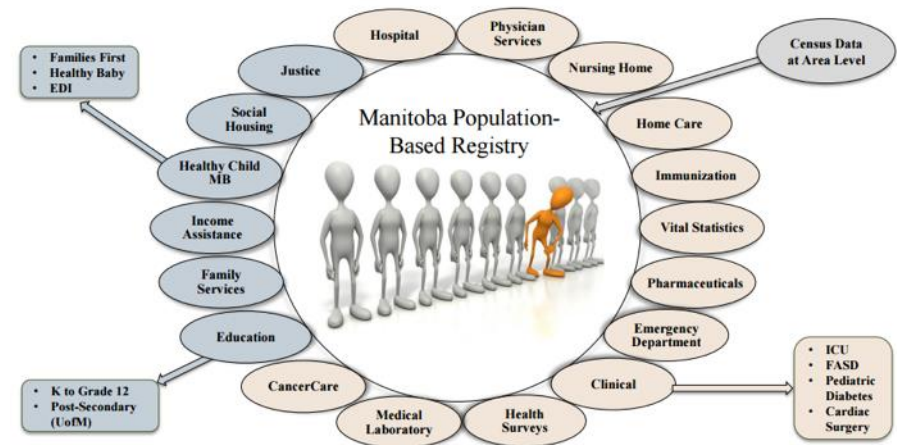 Hospital
Physician
Services
Justice
Nursing Home
Census Data
at Area Level
• Families First
• Healthy Baby
• EDI
Social
Housing
Manitoba Population-
Based Registry
Home Care
Healthy Child
MB
Immunization
Income
Assistance
Vital Statistics
Family
Services
Pharmaceuticals
Education
Emergency
Department
• K to Grade 12
• Post-Secondary
(UofM)
CancerCare
Clinical
• ICU
• FASD
• Pediatric
Diabetes
• Cardiac
Surgery
Medical
Laboratory
Health
Surveys